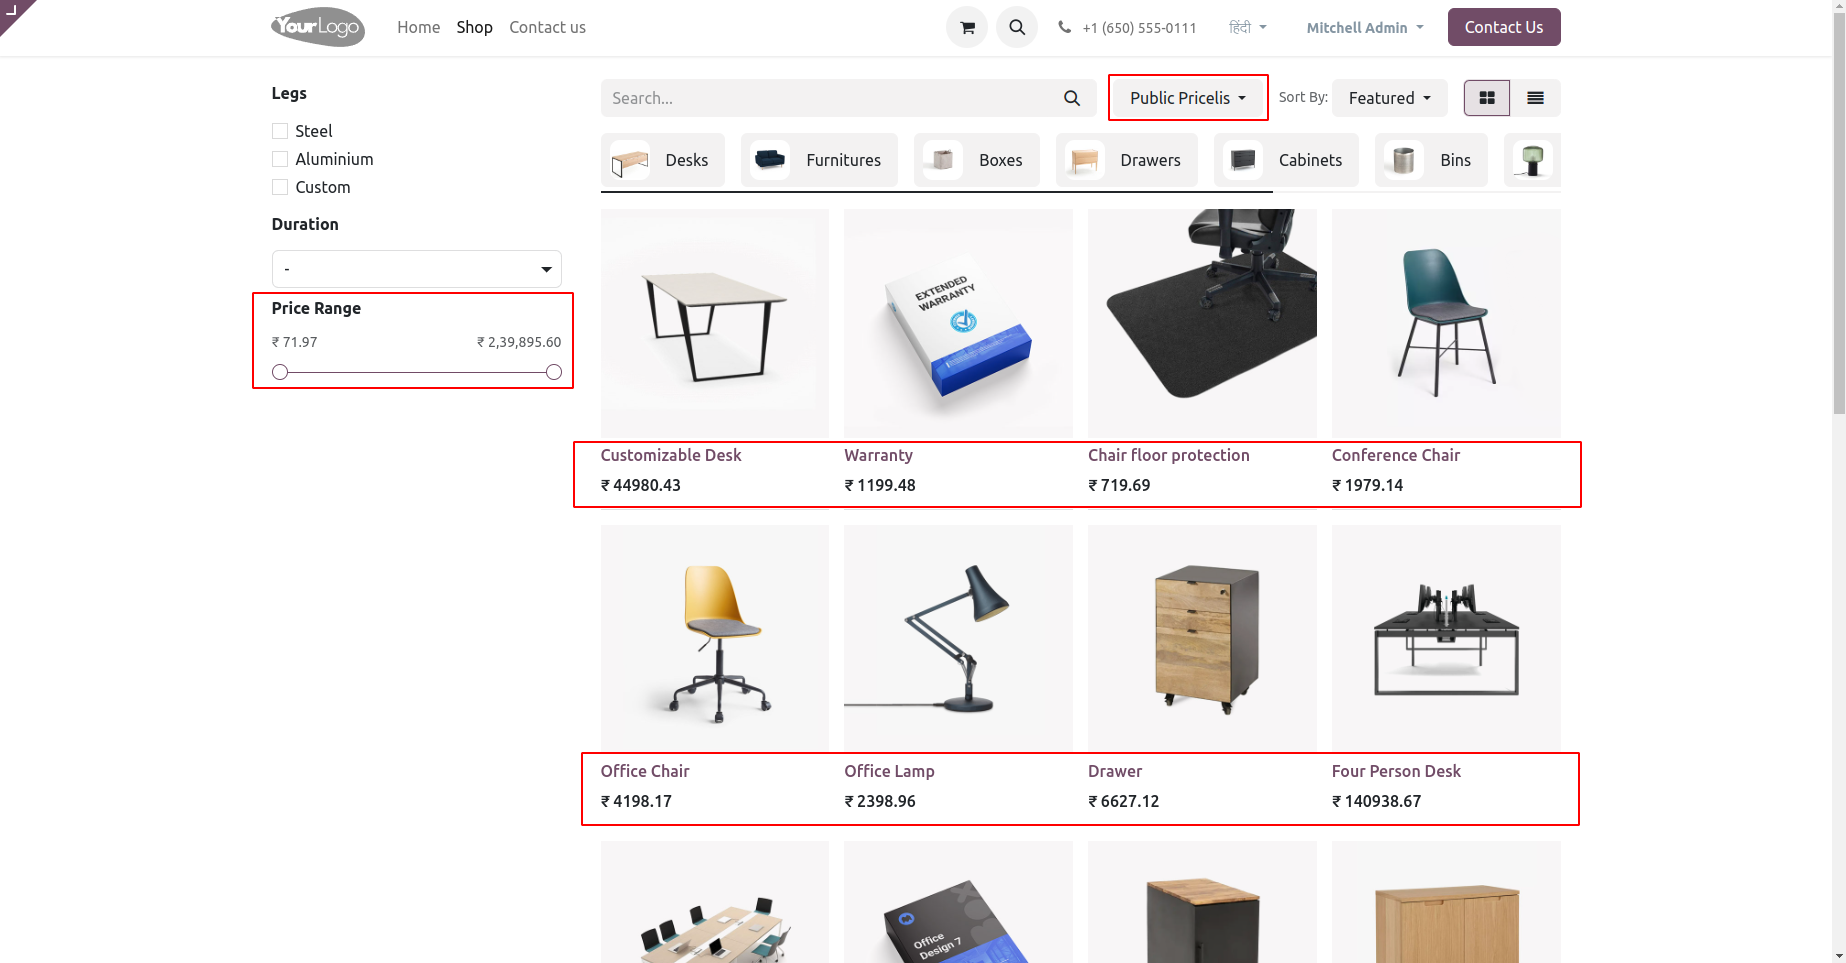 YourLogo
Home Shop Contact us
+1 (650) 555-0111 हिंदी Mitchell Admin Contact Us
Legs
Steel
Aluminium
Custom
Duration
-
Price Range
₹ 71.97 ₹ 2,39,895.60
Search... Public Pricelis Sort By: Featured
Desks Furnitures Boxes Drawers Cabinets Bins
EXTENDED
WARRANTY
Customizable Desk Warranty Chair floor protection Conference Chair
₹ 44980.43 ₹ 1199.48 ₹ 719.69 ₹ 1979.14
Office Chair Office Lamp Drawer Four Person Desk
₹ 4198.17 ₹ 2398.96 ₹ 6627.12 ₹ 140938.67
Office
Design 7